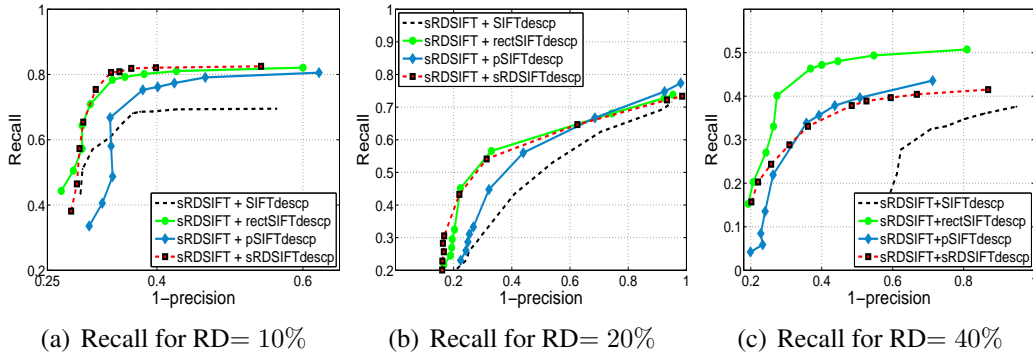 1
0.8
0.6
0.4
0.2
Recall
0.25
0.4
0.6
1−precision
sRDSIFT + SIFTdescp
sRDSIFT + rectSIFTdescp
sRDSIFT + pSIFTdescp
sRDSIFT + sRDSIFTdescp
(a) Recall for RD= 10%
1
0.9
0.8
0.7
0.6
0.5
0.4
0.3
0.2
Recall
0
0.2
0.4
0.6
0.8
1
1−precision
sRDSIFT + SIFTdescp
sRDSIFT + rectSIFTdescp
sRDSIFT + pSIFTdescp
sRDSIFT + sRDSIFTdescp
(b) Recall for RD= 20%
0.5
0.4
0.3
0.2
0.1
0
Recall
0.2
0.4
0.6
0.8
1−precision
sRDSIFT+SIFTdescp
sRDSIFT+rectSIFTdescp
sRDSIFT+pSIFTdescp
sRDSIFT+sRDSIFTdescp
(c) Recall for RD= 40%